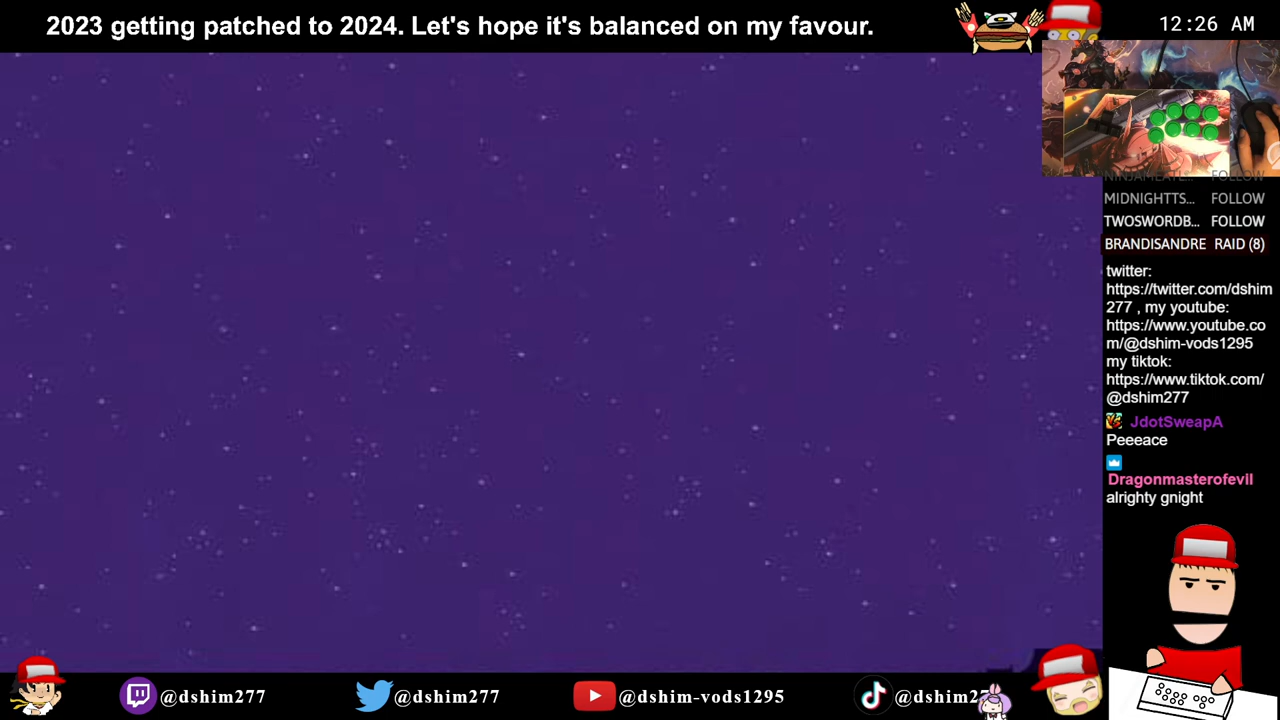 2023 getting patched to 2024. Let's hope it's balanced on my favour.
12:26 AM
FOLLOW
MIDNIGHTTS... FOLLOW
TWOSWORDB... FOLLOW
BRANDISANDRE RAID (8)
twitter:
https://twitter.com/dshim
277 , my youtube:
https://www.youtube.co
m/@dshim-vods1295
my tiktok:
https://www.tiktok.com/
@dshim277
JdotSweapA
Peeeace
Dragonmasterofevil
alrighty gnight
@dshim277
@dshim277
@dshim-vods1295
@dshim2